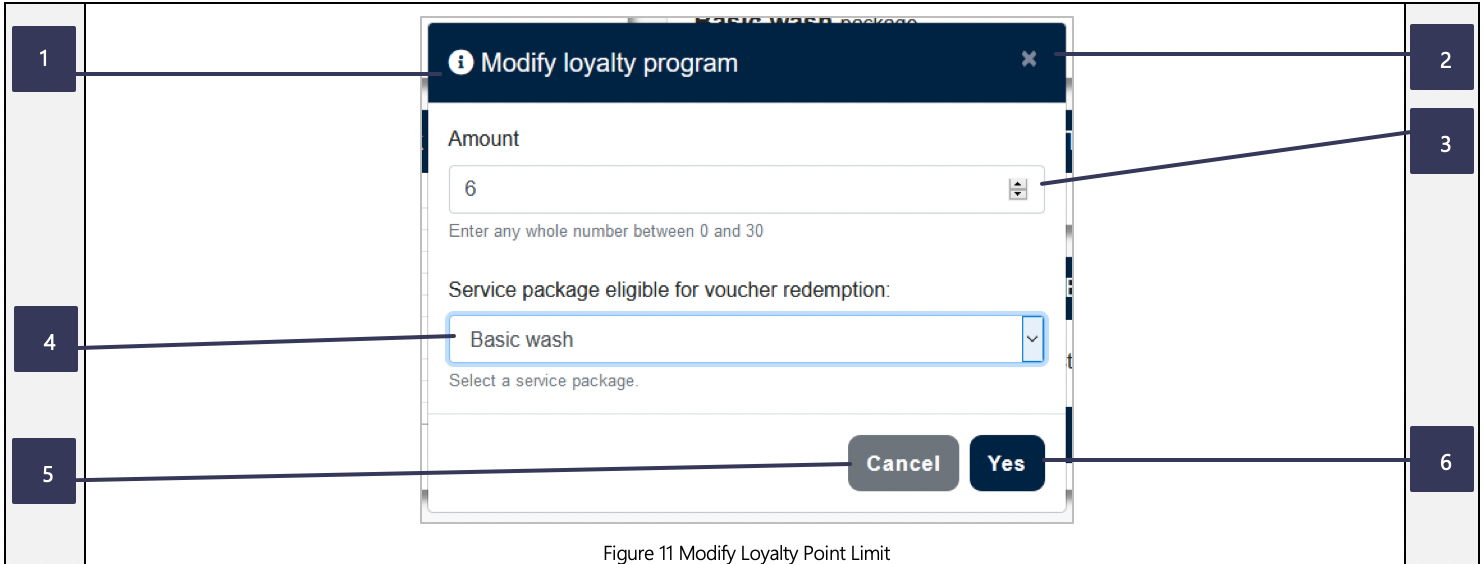 Basic wash package
1
2
Modify loyalty program
3
Amount
6
Enter any whole number between 0 and 30
Service package eligible for voucher redemption:
4
Basic wash
Select a service package.
5
Cancel
Yes
6
Figure 11 Modify Loyalty Point Limit